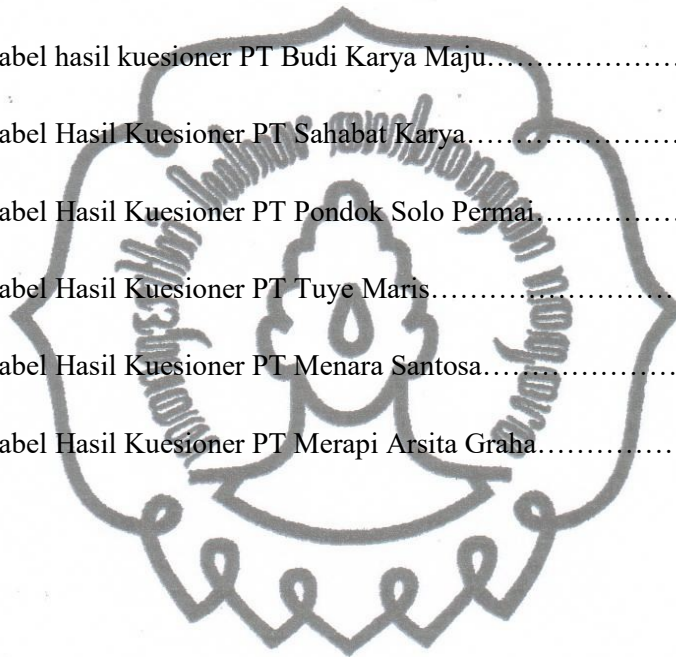 abel hasil kuesioner PT Budi Karya Maju…………………
abel Hasil Kuesioner PT Sahabat Karya…………………….
abel Hasil Kuesioner PT Pondok Solo Permai……………
abel Hasil Kuesioner PT Tuye Maris………………………
abel Hasil Kuesioner PT Menara Santosa…………………
abel Hasil Kuesioner PT Merapi Arsita Graha……………